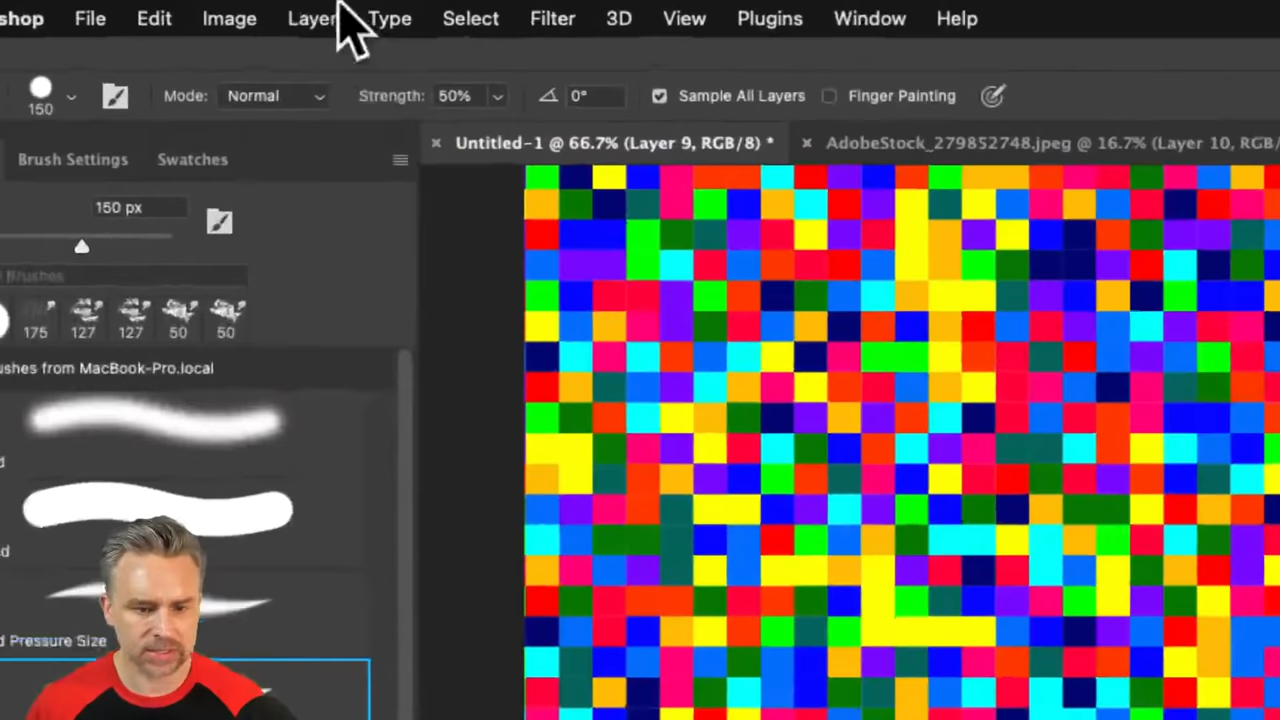 shop File Edit Image Layer Type Select Filter 3D View Plugins Window Help
150 Mode: Normal Strength: 50% 0° Sample All Layers Finger Painting
Brush Settings Swatches
× Untitled-1 @ 66.7% (Layer 9, RGB/8) * × AdobeStock_279852748.jpeg @ 16.7% (Layer 10, RGB/
150 px
Brushes
175 127 127 50 50
ushes from MacBook-Pro.local
d
ed
d Pressure Size